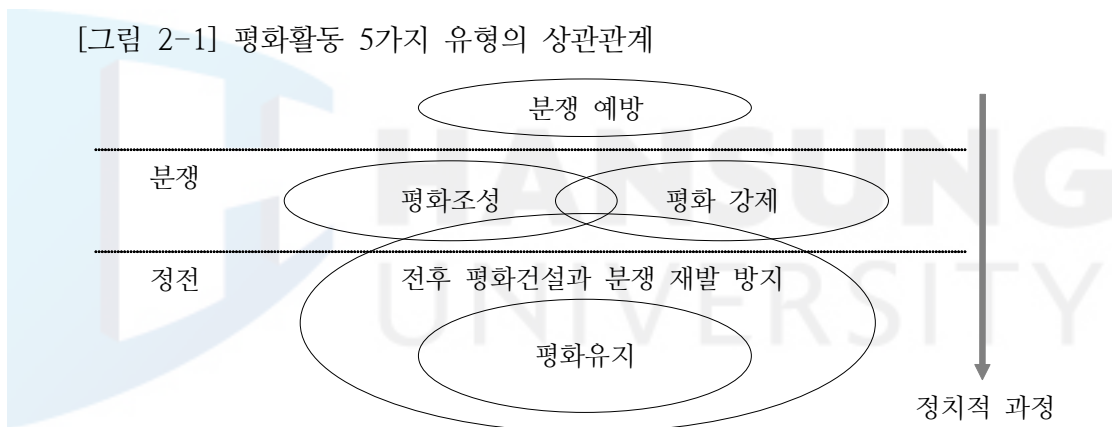 [그림 2-1] 평화활동 5가지 유형의 상관관계
분쟁 예방
분쟁
평화조성
평화 강제
정전
전후 평화건설과 분쟁 재발 방지
평화유지
정치적 과정
HANSUNG
UNIVERSITY